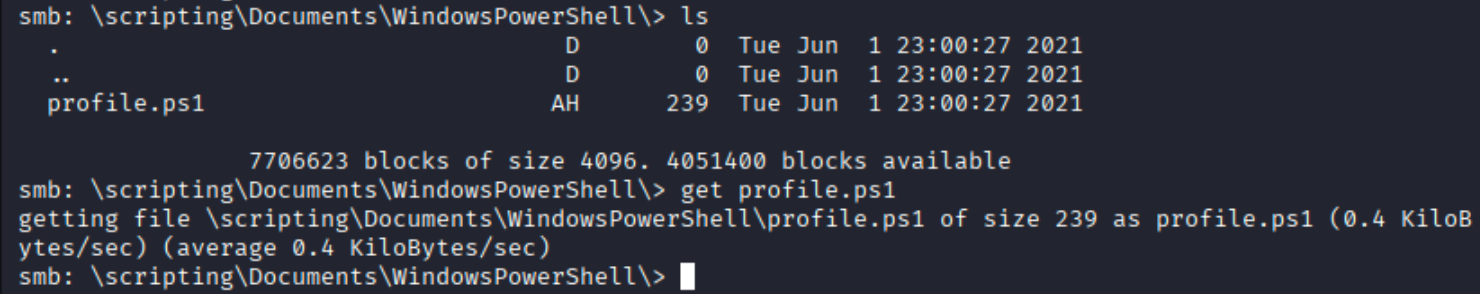 smb: \scripting\Documents\WindowsPowerShell\> ls
  .                                   D        0  Tue Jun  1 23:00:27 2021
  ..                                  D        0  Tue Jun  1 23:00:27 2021
  profile.ps1                        AH      239  Tue Jun  1 23:00:27 2021
                7706623 blocks of size 4096. 4051400 blocks available
smb: \scripting\Documents\WindowsPowerShell\> get profile.ps1
getting file \scripting\Documents\WindowsPowerShell\profile.ps1 of size 239 as profile.ps1 (0.4 KiloB
ytes/sec) (average 0.4 KiloBytes/sec)
smb: \scripting\Documents\WindowsPowerShell\>